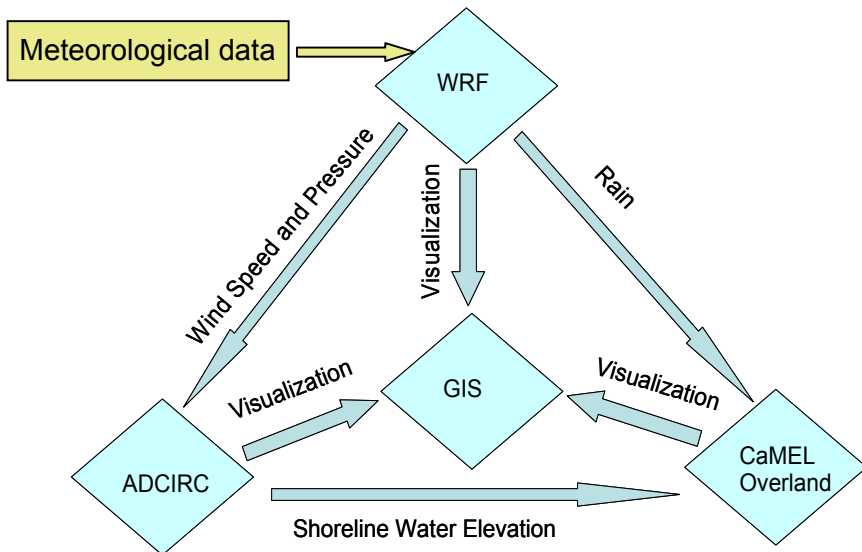 Meteorological data
WRF
Wind Speed and Pressure
Visualization
Rain
Visualization
GIS
Visualization
ADCIRC
CaMEL
Overland
Shoreline Water Elevation